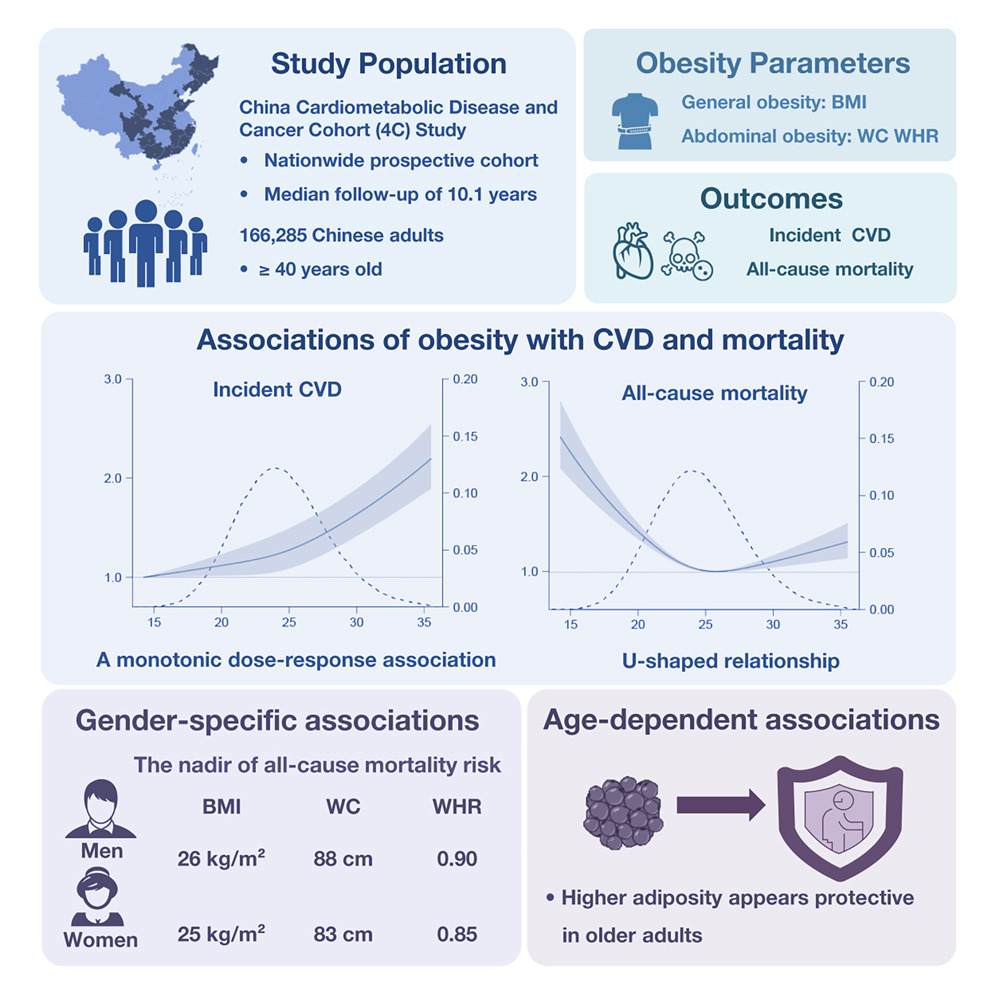 Study Population
China Cardiometabolic Disease and
Cancer Cohort (4C) Study
• Nationwide prospective cohort
• Median follow-up of 10.1 years
166,285 Chinese adults
• ≥ 40 years old
Obesity Parameters
General obesity: BMI
Abdominal obesity: WC WHR
Outcomes
Incident CVD
All-cause mortality
Associations of obesity with CVD and mortality
Incident CVD
3.0
2.0
1.0
0.20
0.15
0.10
0.05
0.00
15 20 25 30 35
A monotonic dose-response association
All-cause mortality
3.0
2.0
1.0
0.20
0.15
0.10
0.05
0.00
15 20 25 30 35
U-shaped relationship
Gender-specific associations
The nadir of all-cause mortality risk
BMI WC WHR
Men
26 kg/m² 88 cm 0.90
Women
25 kg/m² 83 cm 0.85
Age-dependent associations
• Higher adiposity appears protective
in older adults